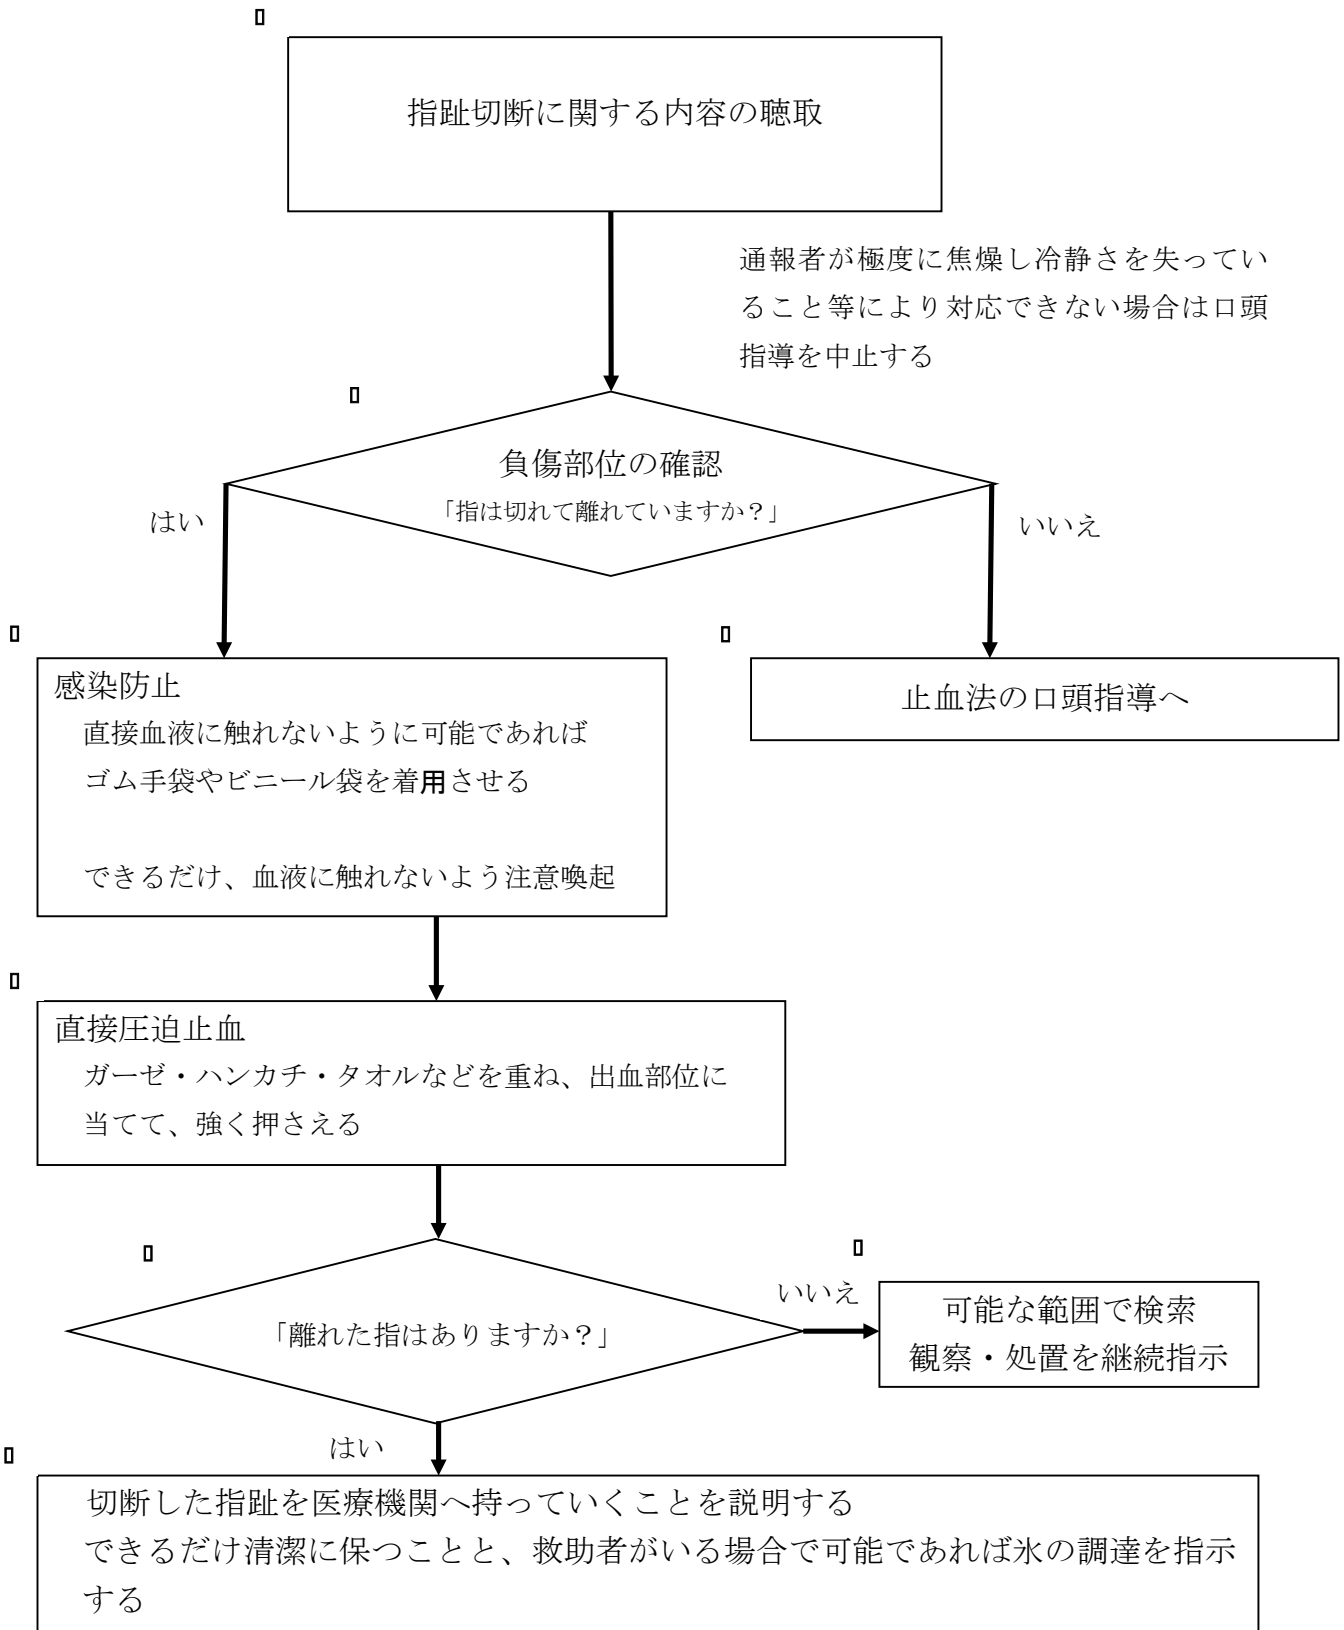 指趾切断に関する内容の聴取
通報者が極度に焦燥し冷静さを失ってい
ること等により対応できない場合は口頭
指導を中止する
負傷部位の確認
「指は切れて離れていますか？」
はい
いいえ
感染防止
直接血液に触れないように可能であれば
ゴム手袋やビニール袋を着用させる
できるだけ、血液に触れないよう注意喚起
止血法の口頭指導へ
直接圧迫止血
ガーゼ・ハンカチ・タオルなどを重ね、出血部位に
当てて、強く押さえる
「離れた指はありますか？」
いいえ
可能な範囲で検索
観察・処置を継続指示
はい
切断した指趾を医療機関へ持っていくことを説明する
できるだけ清潔に保つことと、救助者がいる場合で可能であれば氷の調達を指示
する